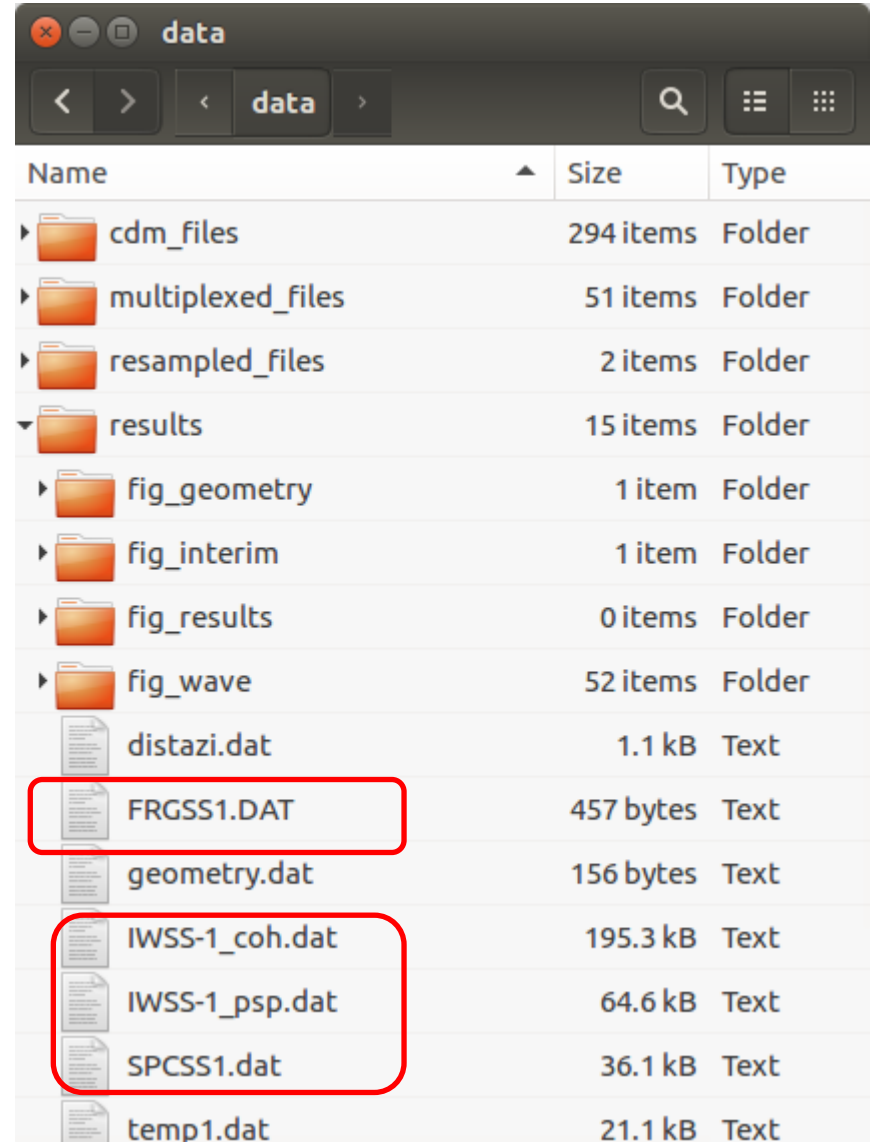 data
data
Name Size Type
cdm_files 294 items Folder
multiplexed_files 51 items Folder
resampled_files 2 items Folder
results 15 items Folder
fig_geometry 1 item Folder
fig_interim 1 item Folder
fig_results 0 items Folder
fig_wave 52 items Folder
distazi.dat 1.1 kB Text
FRGSS1.DAT 457 bytes Text
geometry.dat 156 bytes Text
IWSS-1_coh.dat 195.3 kB Text
IWSS-1_psp.dat 64.6 kB Text
SPCSS1.dat 36.1 kB Text
temp1.dat 21.1 kB Text